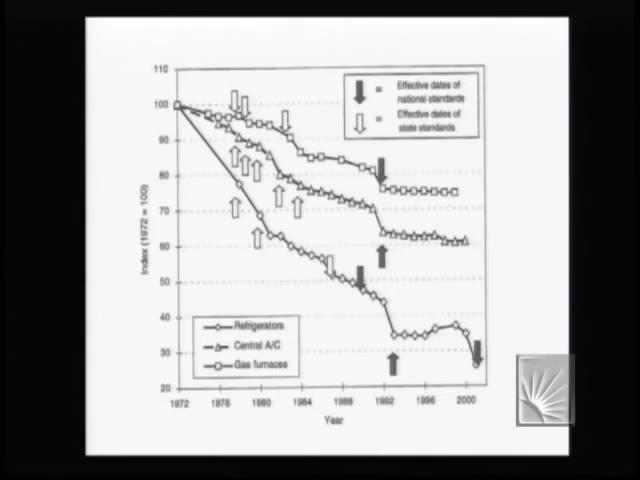 110
100
90
80
70
60
50
40
30
20
Index (1972 = 100)
= Effective dates of
national standards
= Effective dates of
state standards
Refrigerators
Central A/C
Gas furnaces
1972 1976 1980 1984 1988 1992 1996 2000
Year